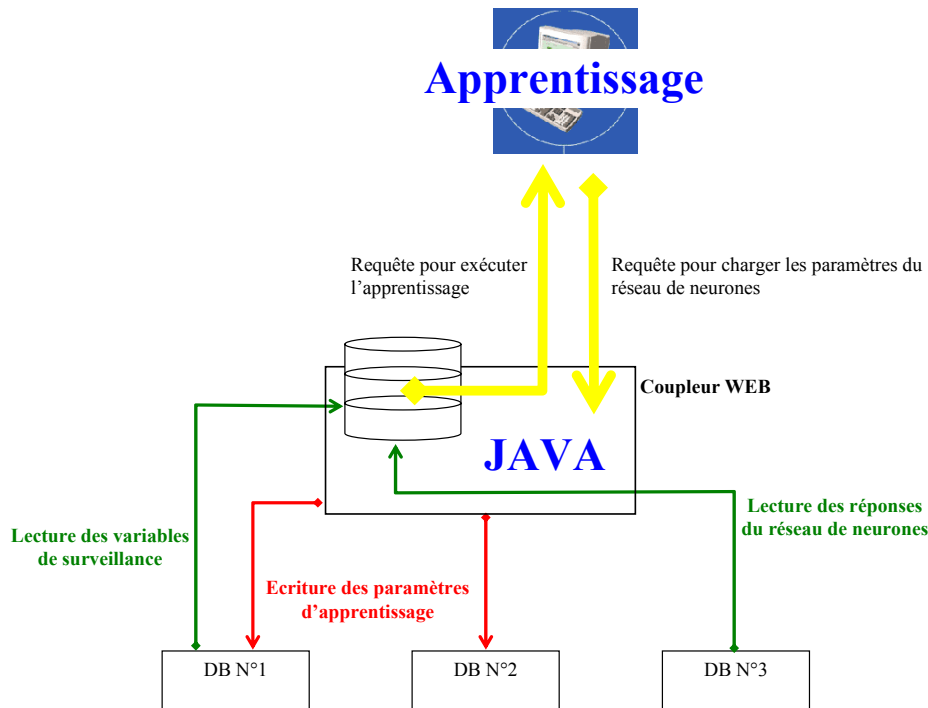 Apprentissage
Requête pour exécuter
l’apprentissage
Requête pour charger les paramètres du
réseau de neurones
Coupleur WEB
JAVA
Lecture des variables
de surveillance
Lecture des réponses
du réseau de neurones
Ecriture des paramètres
d’apprentissage
DB N°1
DB N°2
DB N°3